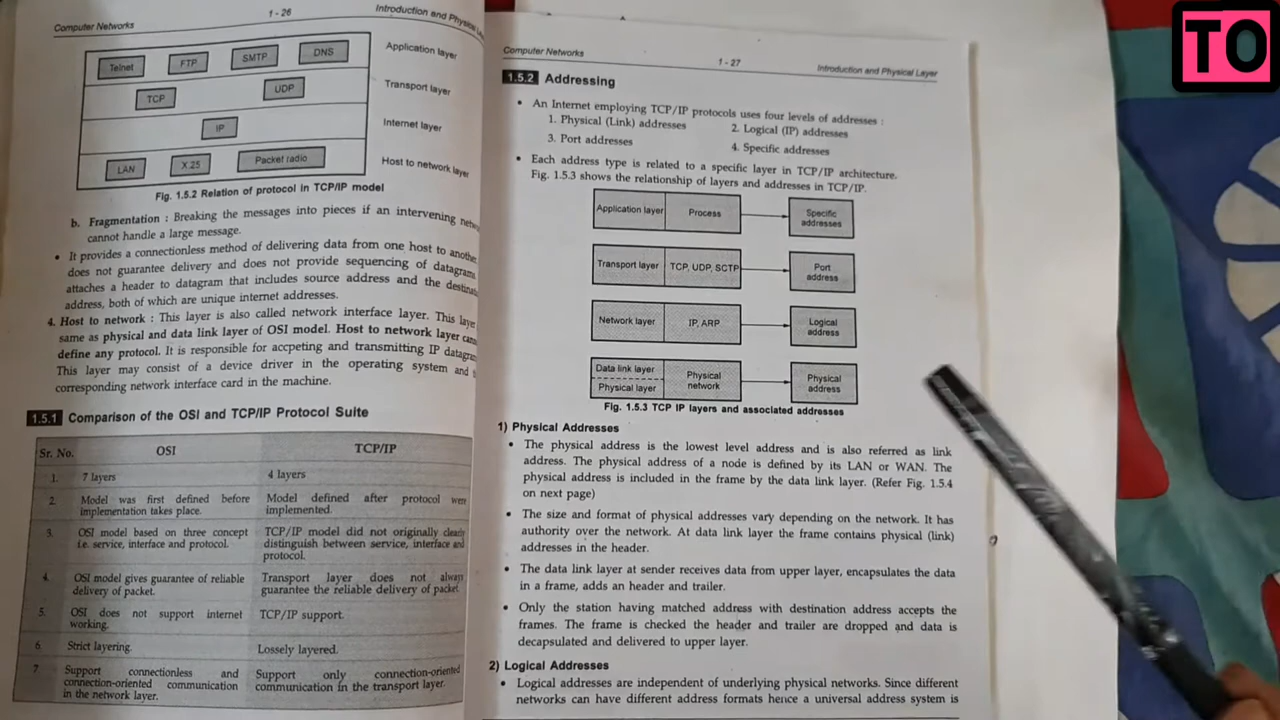 TO
Computer Networks
1 - 26
Introduction and Physical
Telnet
FTP
SMTP
DNS
Application layer
TCP
UDP
Transport layer
IP
Internet layer
LAN
X.25
Packet radio
Host to network layer
Fig. 1.5.2 Relation of protocol in TCP/IP model
b. Fragmentation : Breaking the messages into pieces if an intervening
cannot handle a large message.
• It provides a connectionless method of delivering data from one host to another
does not guarantee delivery and does not provide sequencing of datagrams
attaches a header to datagram that includes source address and the
address, both of which are unique internet addresses.
4. Host to network : This layer is also called network interface layer. This layer
same as physical and data link layer of OSI model. Host to network layer
define any protocol. It is responsible for accpeting and transmitting IP
This layer may consist of a device driver in the operating system and
corresponding network interface card in the machine.
1.5.1 Comparison of the OSI and TCP/IP Protocol Suite
Sr. No. OSI TCP/IP
1. 7 layers 4 layers
2. Model was first defined before Model defined after protocol were
implementation takes place. implemented.
3. OSI model based on three concept TCP/IP model did not originally clearly
i.e. service, interface and protocol. distinguish between service, interface and
protocol.
4. OSI model gives guarantee of reliable Transport layer does not always
delivery of packet. guarantee the reliable delivery of packet
5. OSI does not support internet TCP/IP support.
working.
6. Strict layering. Lossely layered.
7. Support connectionless and Support only connection-oriented
connection-oriented communication communication in the transport layer.
in the network layer.
Computer Networks
1 - 27
Introduction and Physical Layer
1.5.2 Addressing
• An Internet employing TCP/IP protocols uses four levels of addresses :
1. Physical (Link) addresses 2. Logical (IP) addresses
3. Port addresses 4. Specific addresses
• Each address type is related to a specific layer in TCP/IP architecture.
Fig. 1.5.3 shows the relationship of layers and addresses in TCP/IP.
Application layer
Process
Specific
addresses
Transport layer
TCP, UDP, SCTP
Port
address
Network layer
IP, ARP
Logical
address
Data link layer
Physical layer
Physical
network
Physical
address
Fig. 1.5.3 TCP IP layers and associated addresses
1) Physical Addresses
• The physical address is the lowest level address and is also referred as link
address. The physical address of a node is defined by its LAN or WAN. The
physical address is included in the frame by the data link layer. (Refer Fig. 1.5.4
on next page)
• The size and format of physical addresses vary depending on the network. It has
authority over the network. At data link layer the frame contains physical (link)
addresses in the header.
• The data link layer at sender receives data from upper layer, encapsulates the data
in a frame, adds an header and trailer.
• Only the station having matched address with destination address accepts the
frames. The frame is checked the header and trailer are dropped and data is
decapsulated and delivered to upper layer.
2) Logical Addresses
• Logical addresses are independent of underlying physical networks. Since different
networks can have different address formats hence a universal address system is